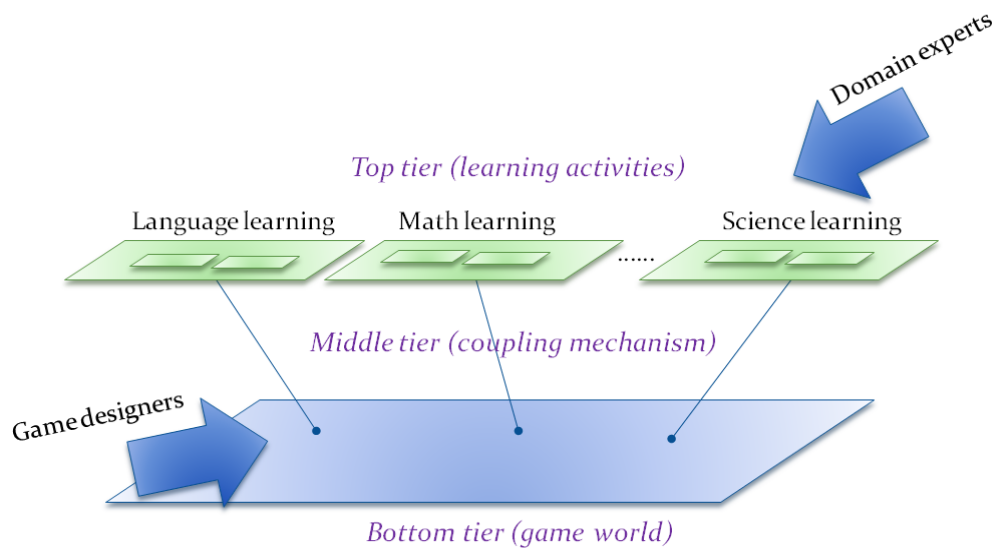 Domain experts
Top tier (learning activities)
Language learning
Math learning
Science learning
......
Middle tier (coupling mechanism)
Game designers
Bottom tier (game world)